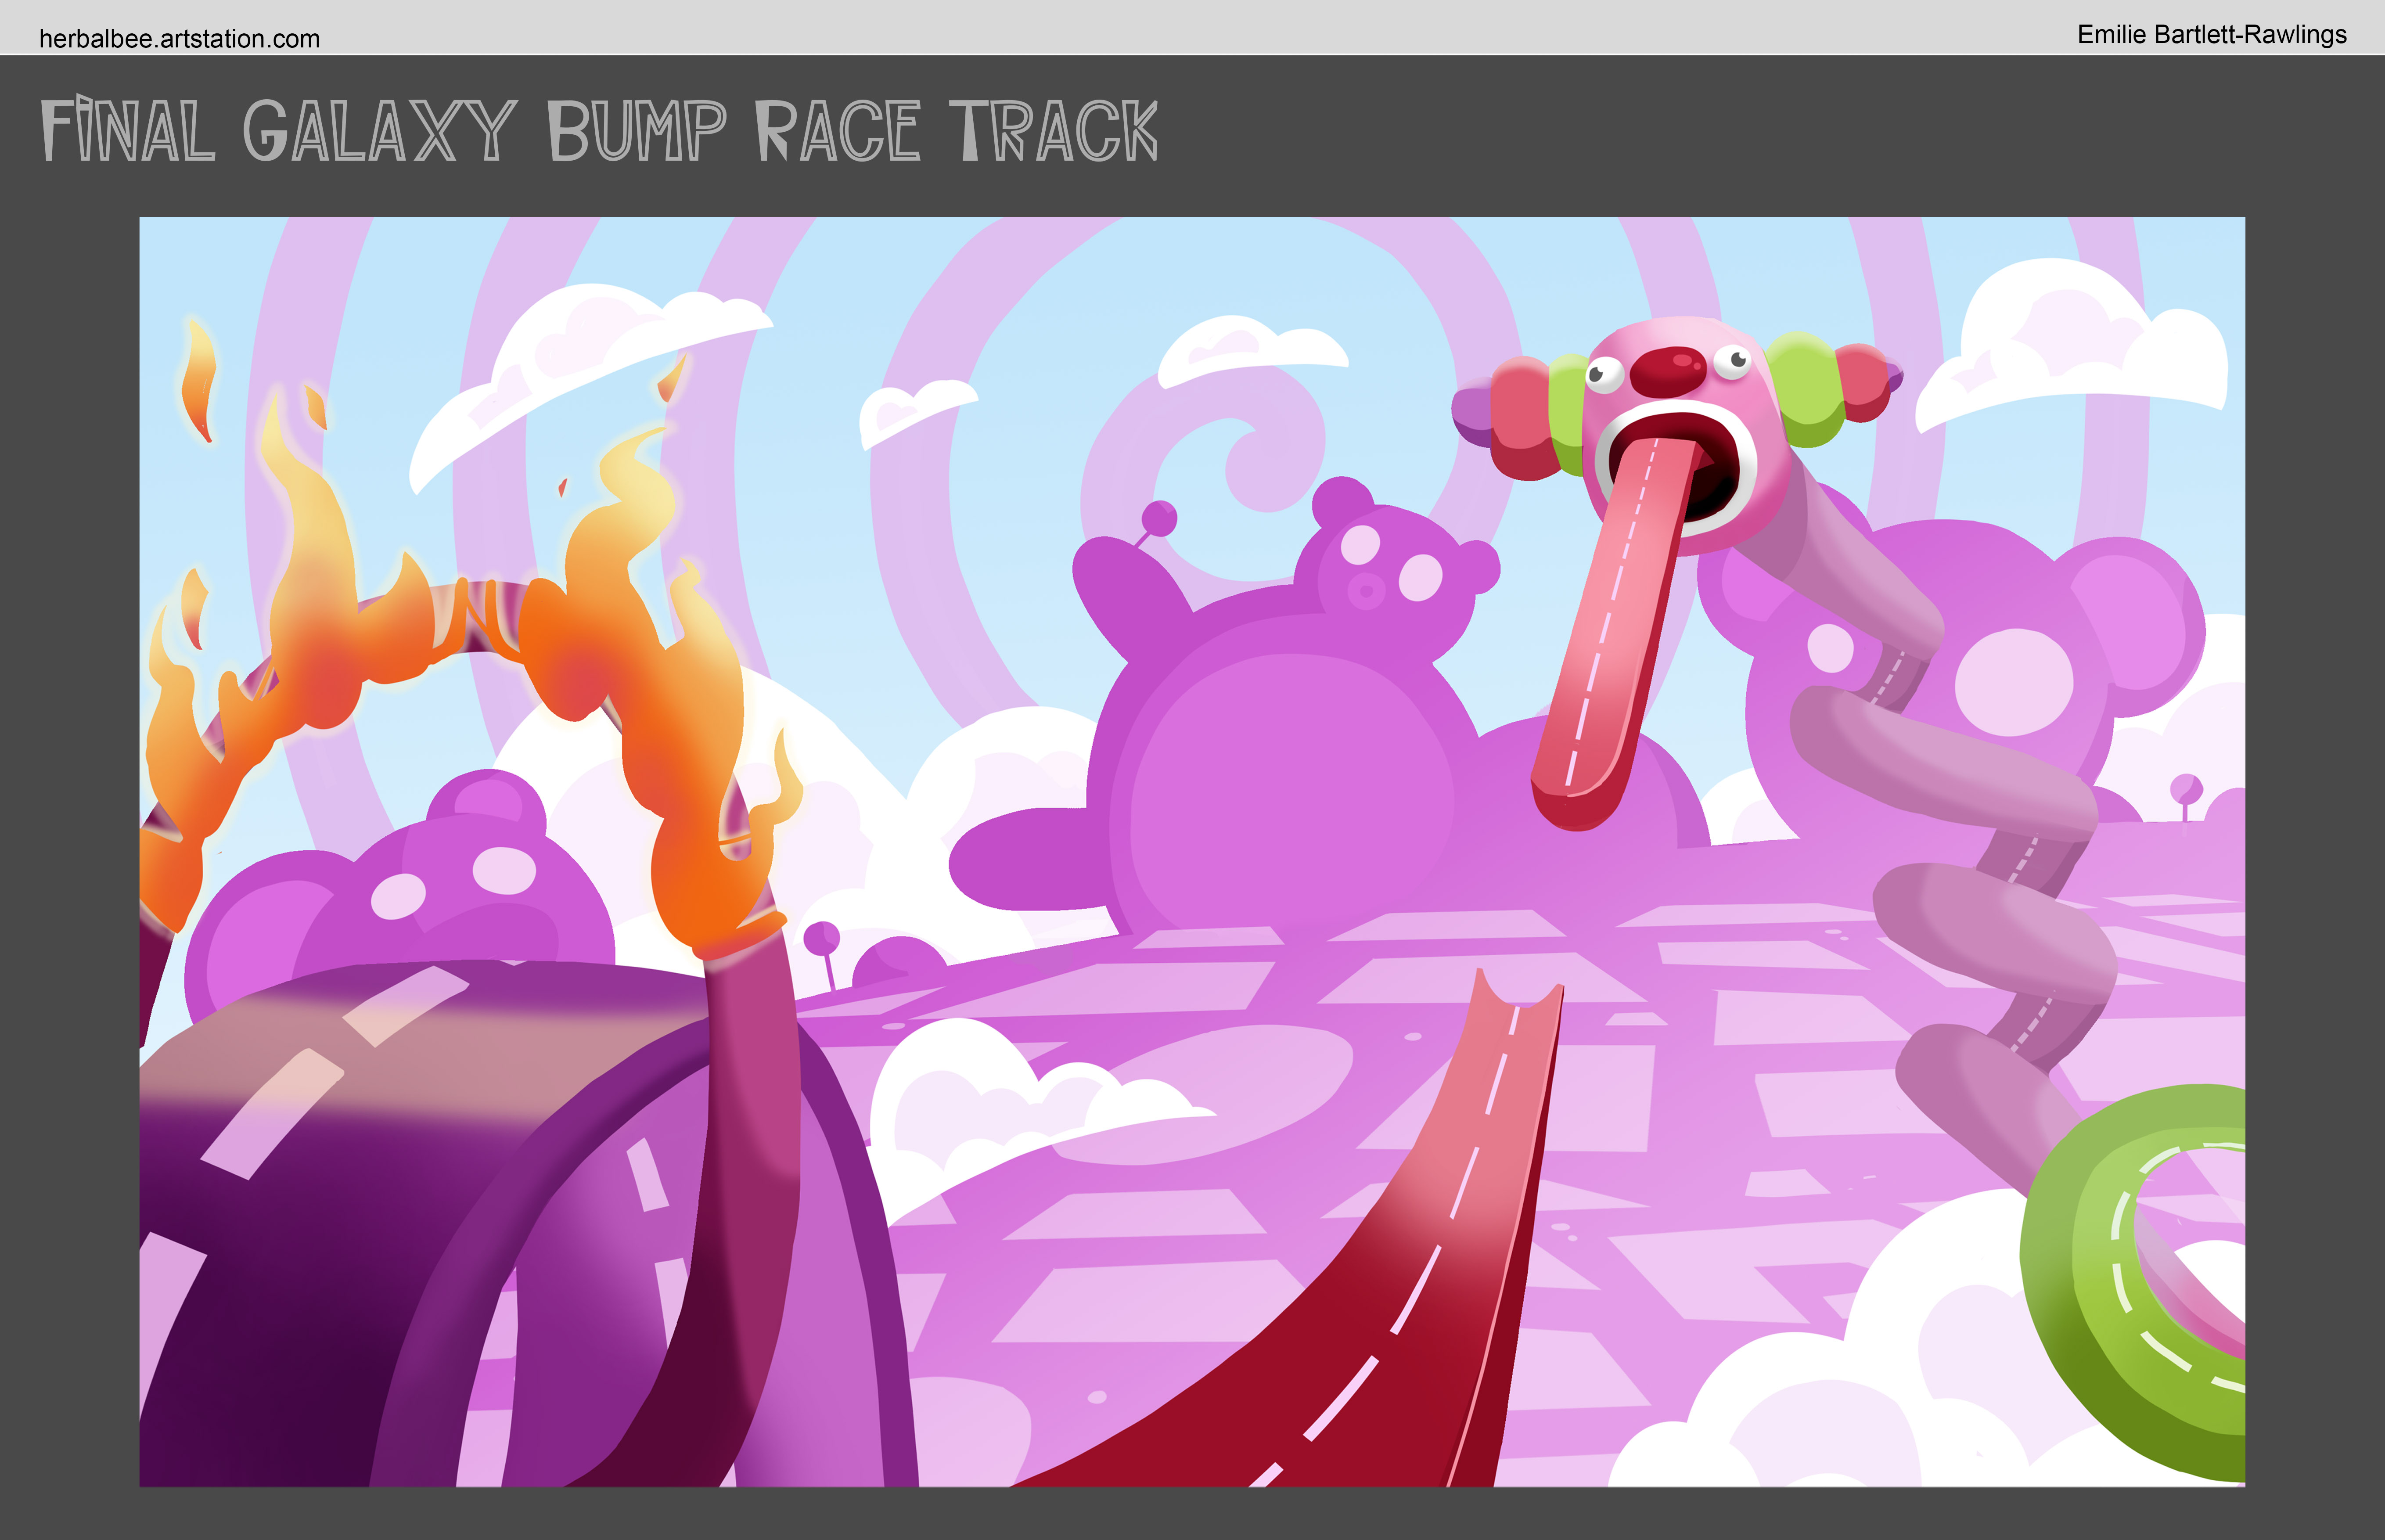 herbalbee.artstation.com
Emilie Bartlett-Rawlings
Final Galaxy Bump Race Track